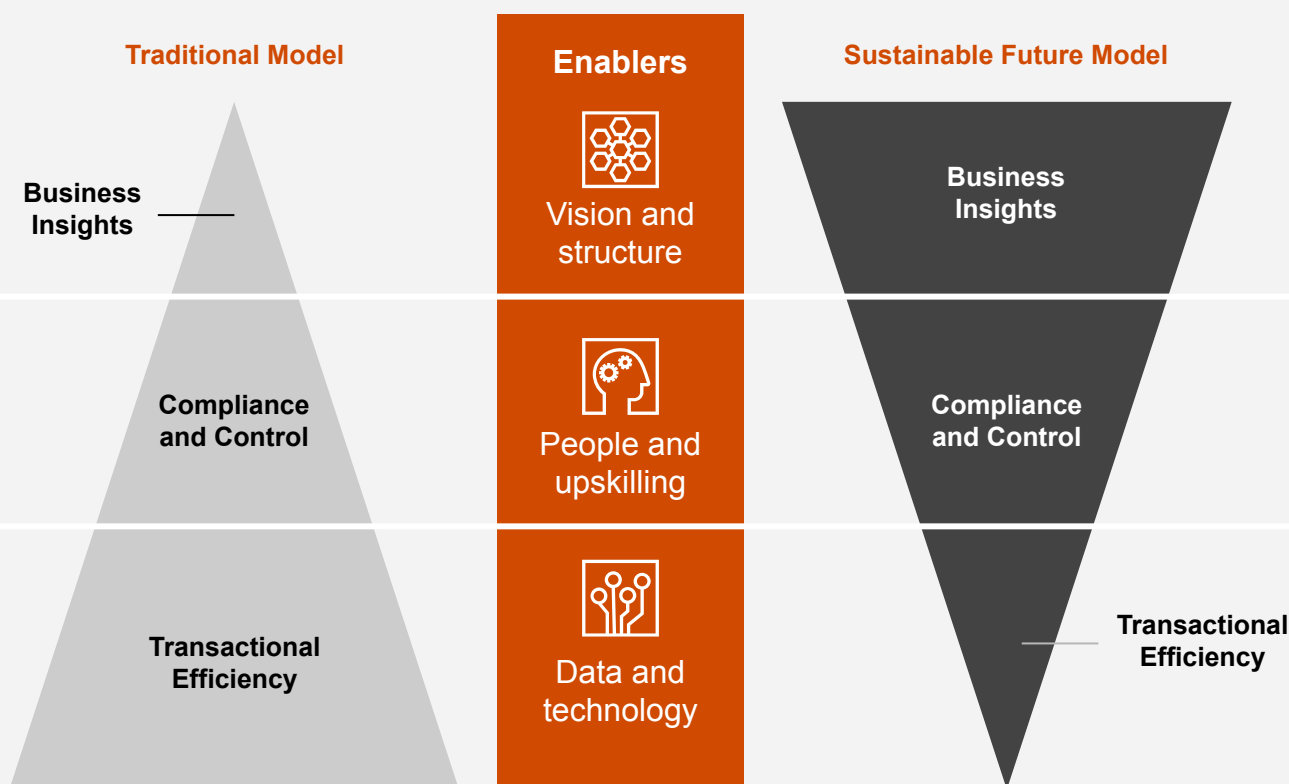 Traditional Model
Business
Insights
Compliance
and Control
Transactional
Efficiency
Enablers
Vision and
structure
People and
upskilling
Data and
technology
Sustainable Future Model
Business
Insights
Compliance
and Control
Transactional
Efficiency